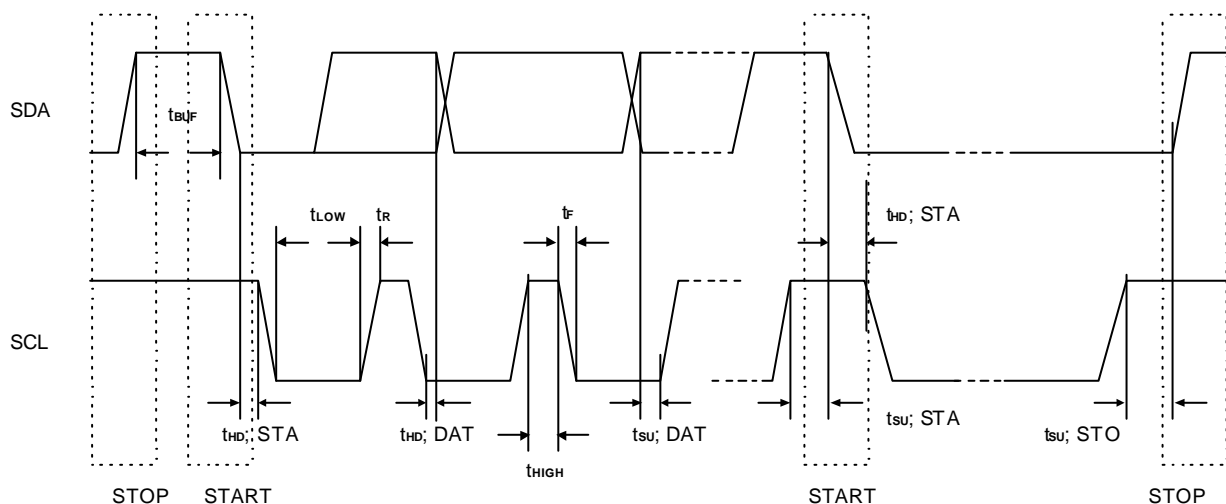 SDA
tBUF
tLOW
tR
tF
tHD; STA
SCL
tHD; STA
tHD; DAT
tSU; DAT
tSU; STA
tSU; STO
tHIGH
STOP
START
START
STOP